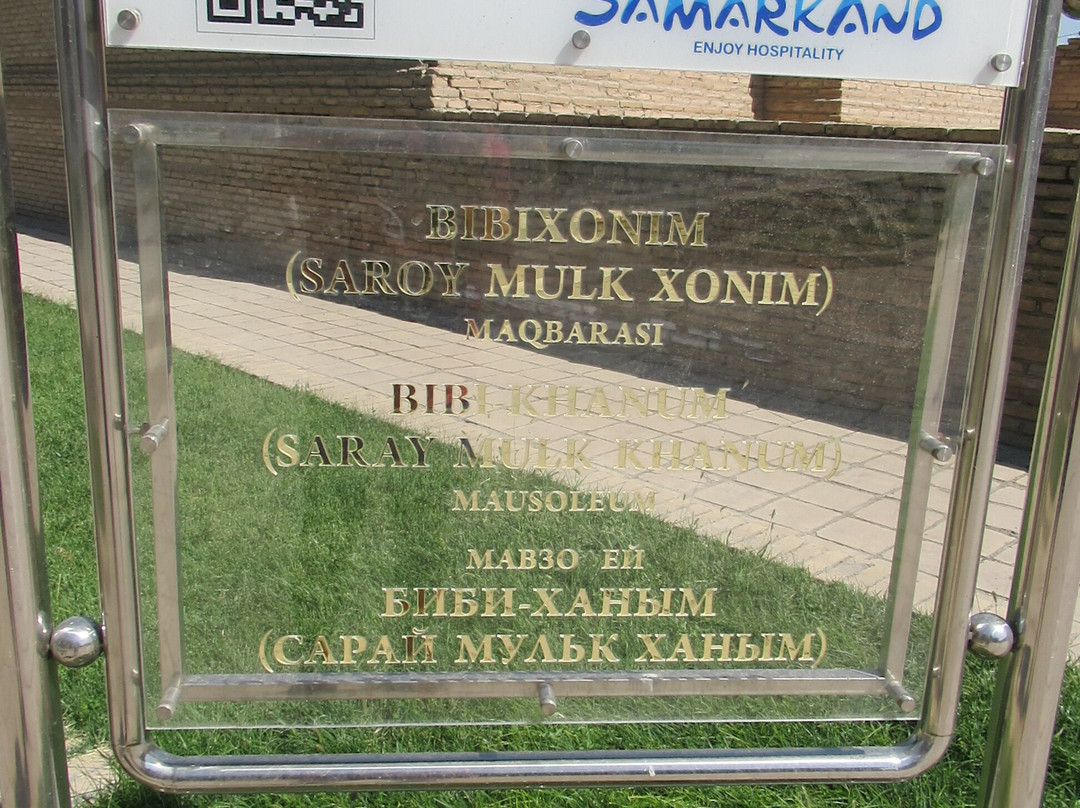 SAMARKAND
ENJOY HOSPITALITY
BIBIXONIM
(SAROY MULK XONIM)
MAQBARASI
BIBI KHANUM
(SARAY MULK KHANUM)
MAUSOLEUM
МАВЗО ЕЙ
БИБИ-ХАНЫМ
(САРАЙ МУЛЬК ХАНЫМ)